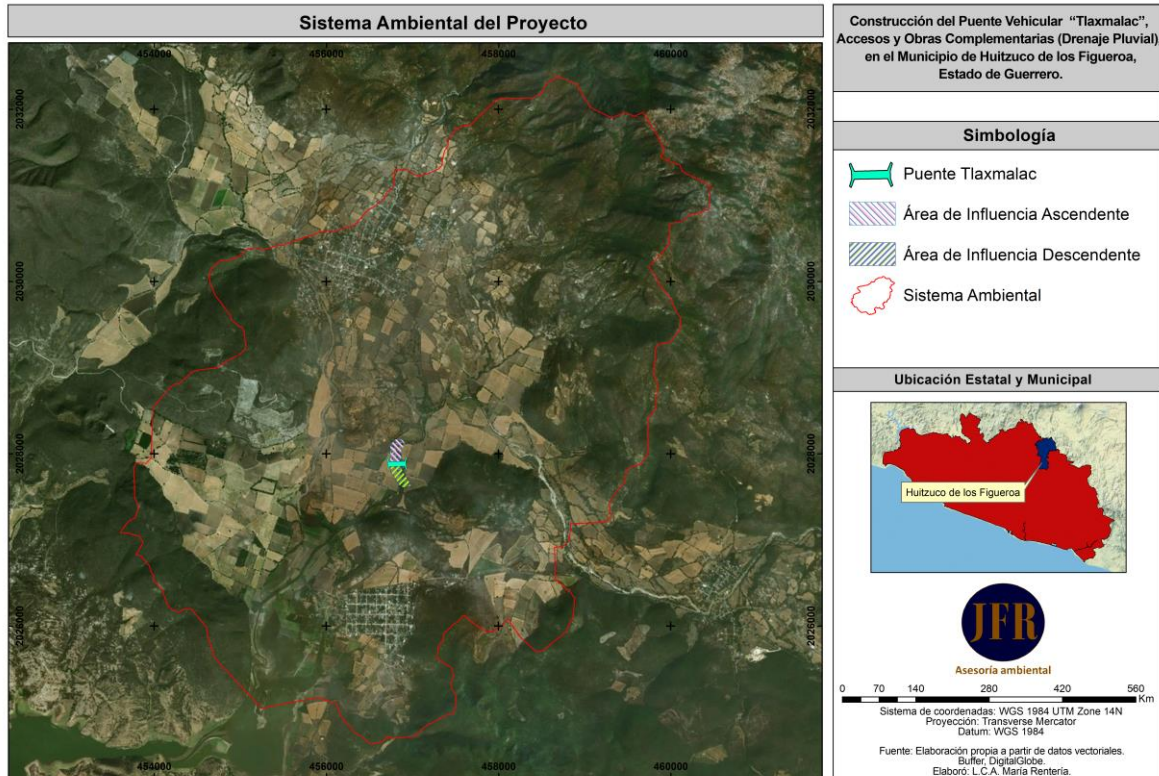 Sistema Ambiental del Proyecto
454000
456000
458000
460000
2032000
2032000
2030000
2030000
2028000
2028000
2026000
2026000
454000
456000
458000
460000
Construcción del Puente Vehicular “Tlaxmalac”,
Accesos y Obras Complementarias (Drenaje Pluvial)
en el Municipio de Huitzuco de los Figueroa,
Estado de Guerrero.
Simbología
Puente Tlaxmalac
Área de Influencia Ascendente
Área de Influencia Descendente
Sistema Ambiental
Ubicación Estatal y Municipal
Huitzuco de los Figueroa
JFR
Asesoría ambiental
0 70 140 280 420 560
Km
Sistema de coordenadas: WGS 1984 UTM Zone 14N
Proyección: Transverse Mercator
Datum: WGS 1984
Fuente: Elaboración propia a partir de datos vectoriales.
Buffer, DigitalGlobe.
Elaboró: L.C.A. María Rentería.